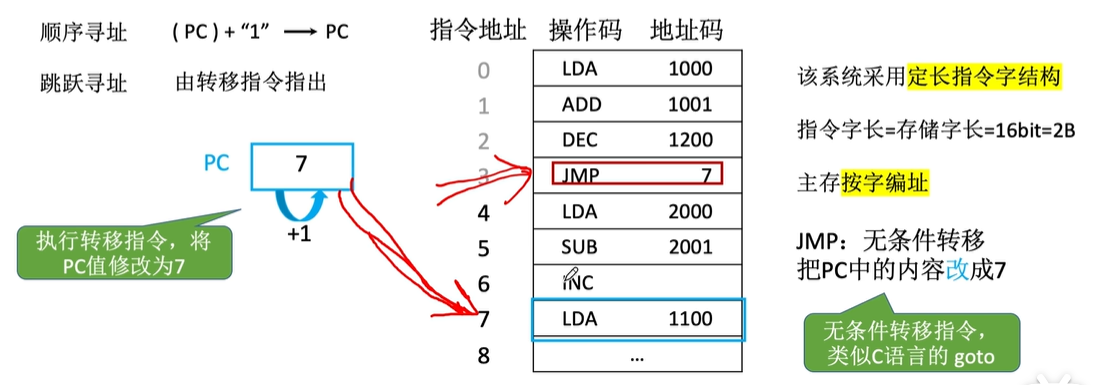 顺序寻址 (PC) + “1” → PC
跳跃寻址 由转移指令指出
PC 7
+1
执行转移指令，将
PC值修改为7
指令地址 操作码 地址码
0 LDA 1000
1 ADD 1001
2 DEC 1200
3 JMP 7
4 LDA 2000
5 SUB 2001
6 INC
7 LDA 1100
8 ...
该系统采用定长指令字结构
指令字长=存储字长=16bit=2B
主存按字编址
JMP：无条件转移
把PC中的内容改成7
无条件转移指令，
类似C语言的 goto